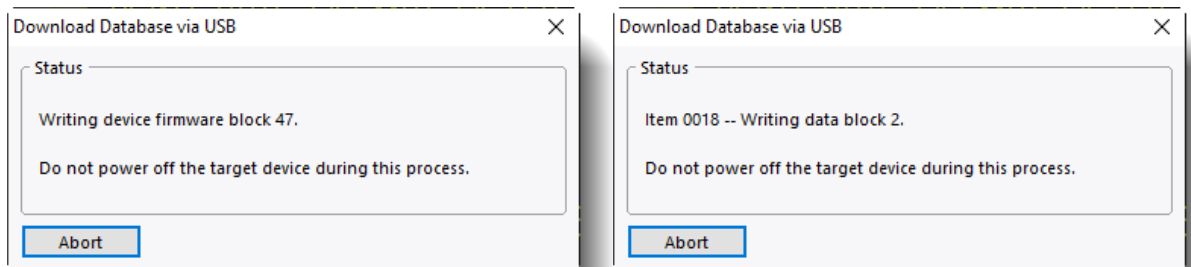 Download Database via USB
Status
Writing device firmware block 47.
Do not power off the target device during this process.
Abort
Download Database via USB
Status
Item 0018 -- Writing data block 2.
Do not power off the target device during this process.
Abort